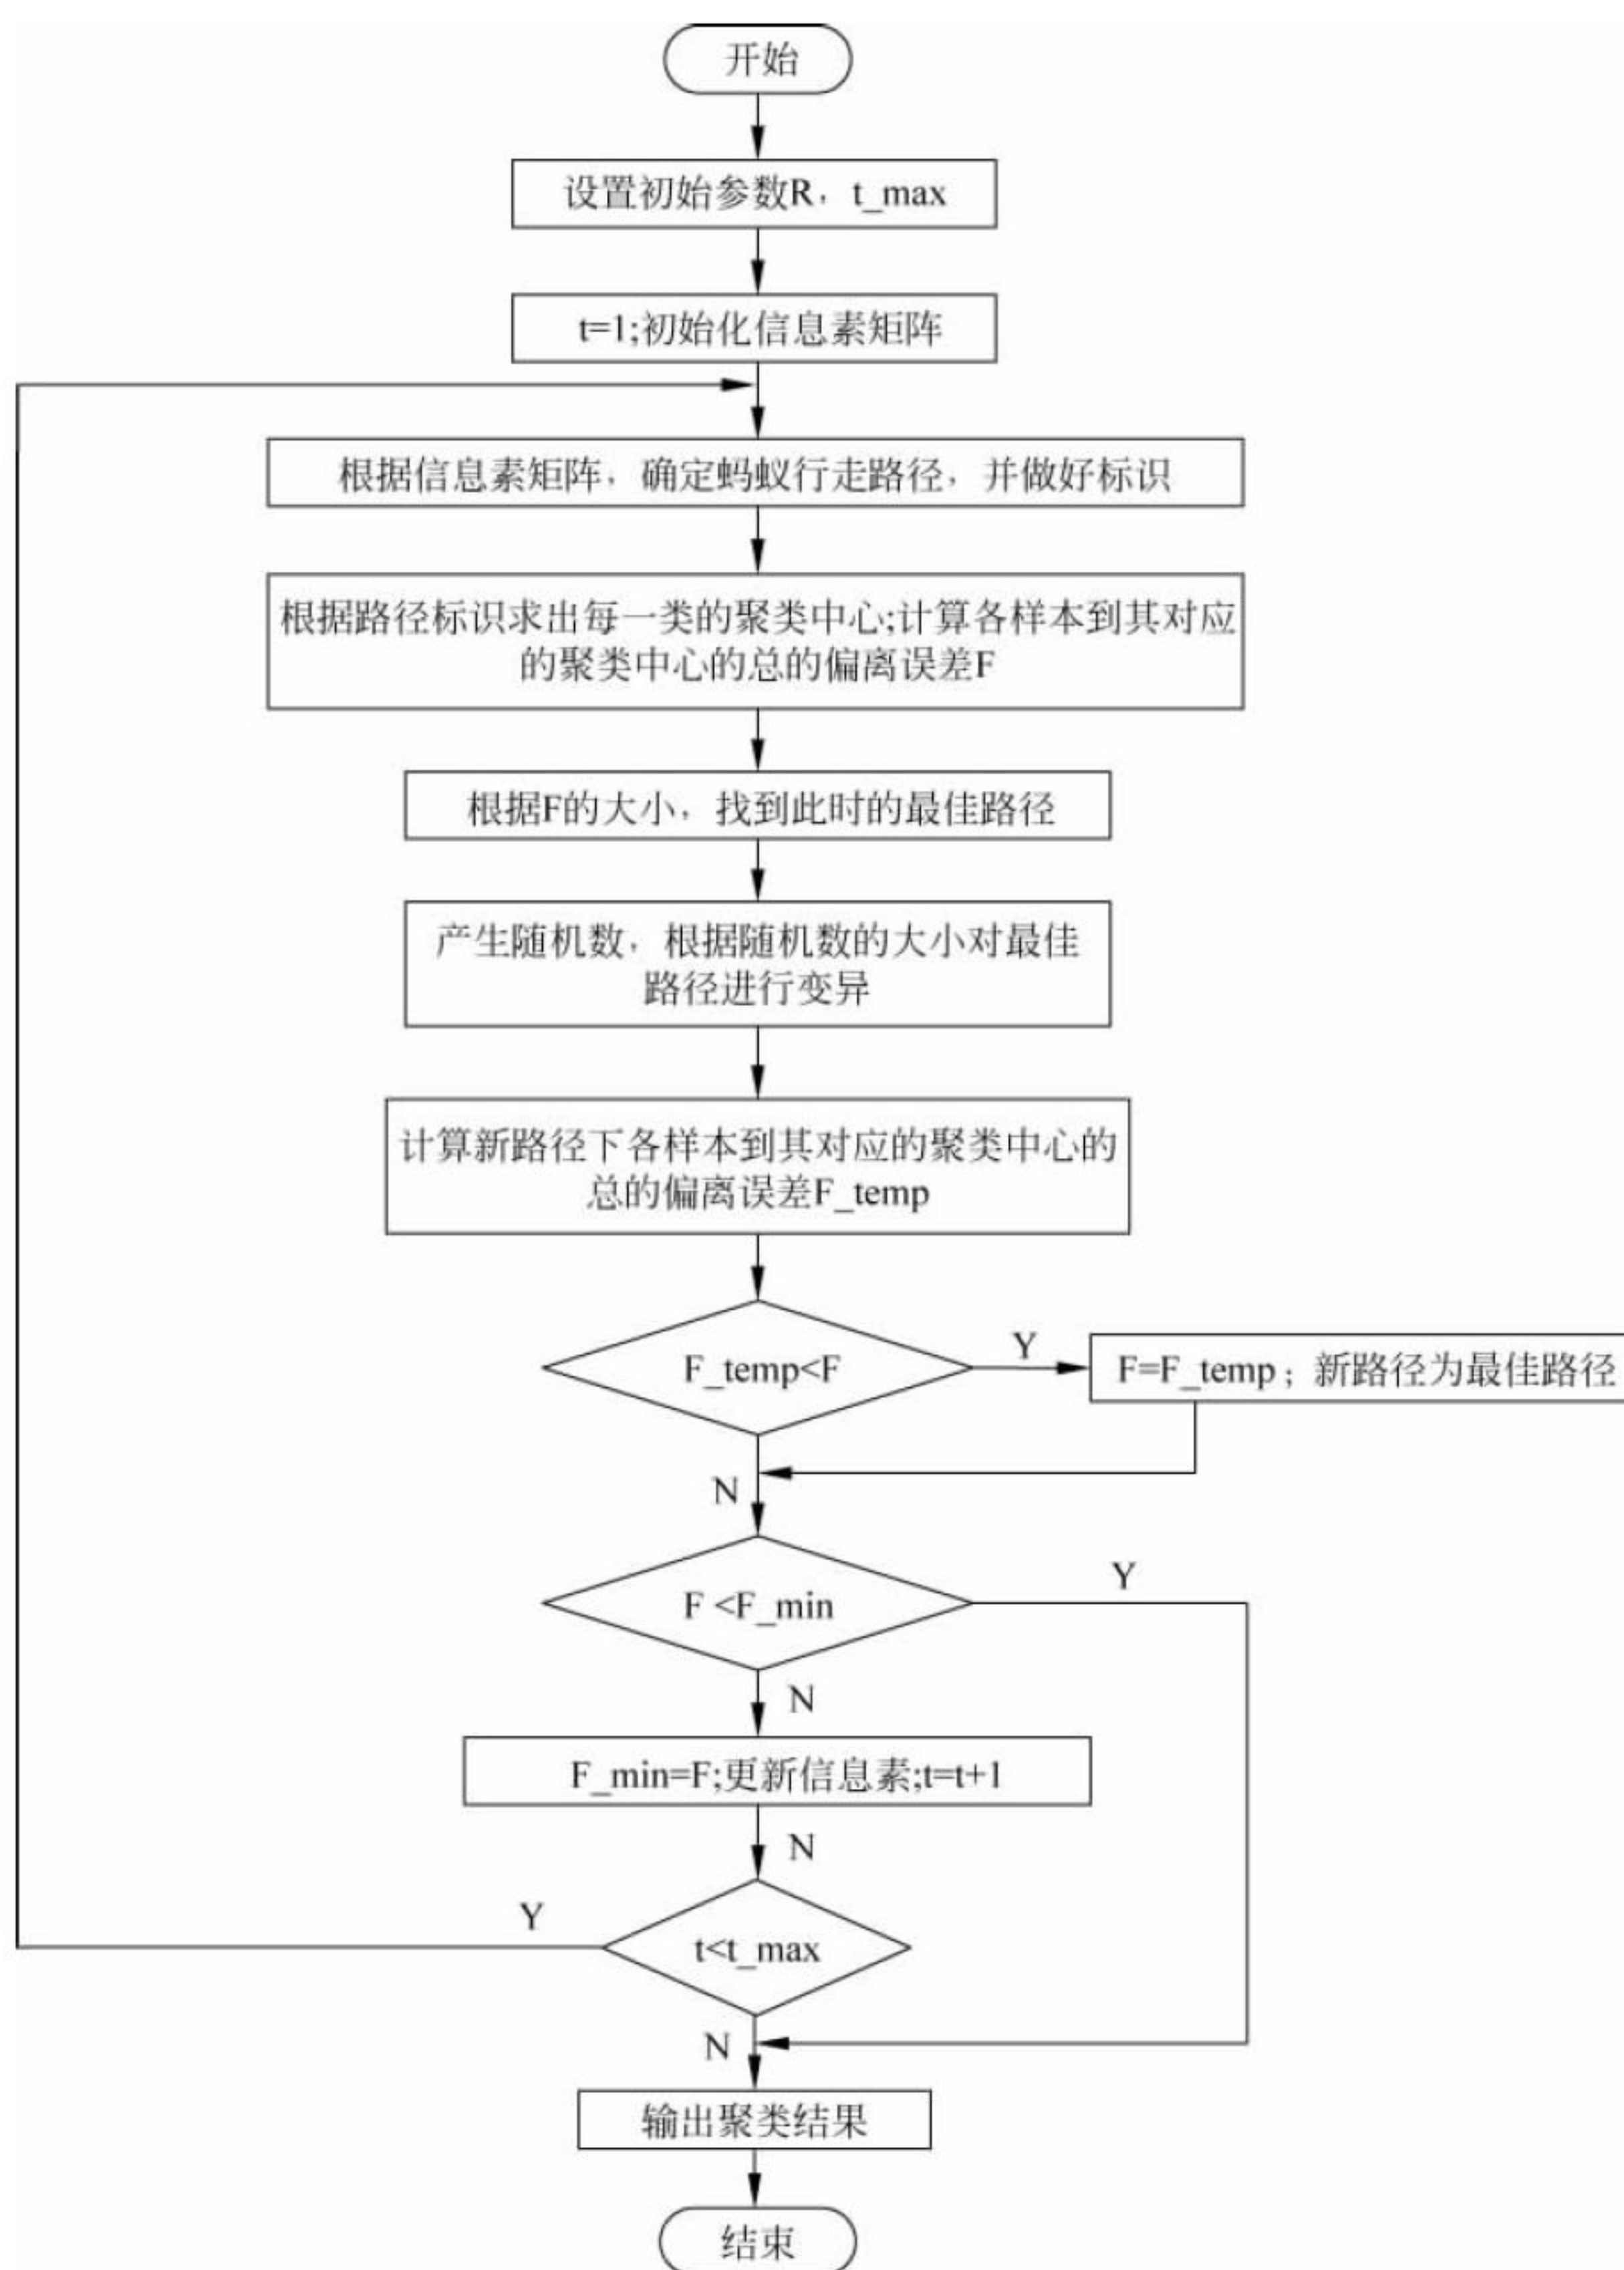 开始
设置初始参数R，t_max
t=1;初始化信息素矩阵
根据信息素矩阵，确定蚂蚁行走路径，并做好标识
根据路径标识求出每一类的聚类中心;计算各样本到其对应
的聚类中心的总的偏离误差F
根据F的大小，找到此时的最佳路径
产生随机数，根据随机数的大小对最佳
路径进行变异
计算新路径下各样本到其对应的聚类中心的
总的偏离误差F_temp
F_temp<F
Y
F=F_temp；新路径为最佳路径
N
F <F_min
Y
N
F_min=F;更新信息素;t=t+1
N
Y
t<t_max
N
输出聚类结果
结束